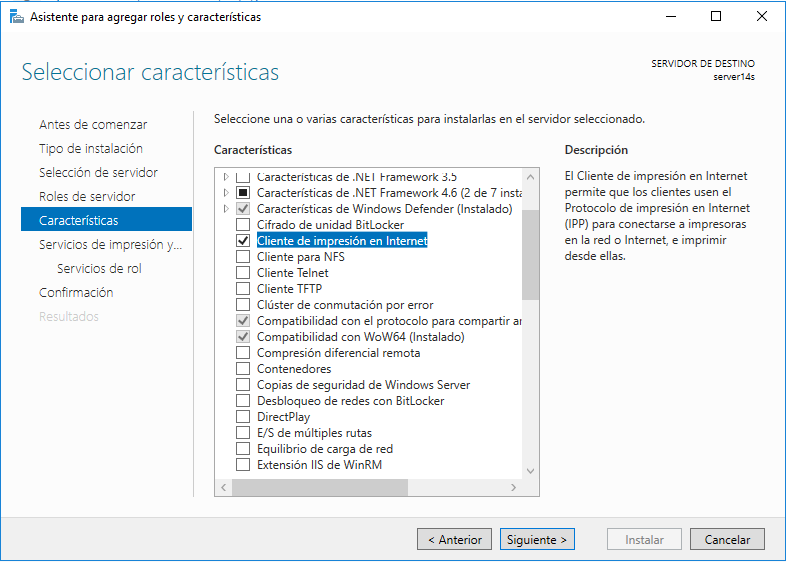 Asistente para agregar roles y características
Seleccionar características
SERVIDOR DE DESTINO
server14s
Antes de comenzar
Tipo de instalación
Selección de servidor
Roles de servidor
Características
Servicios de impresión y...
Servicios de rol
Confirmación
Resultados
Seleccione una o varias características para instalarlas en el servidor seleccionado.
Características
Características de .NET Framework 3.5
Características de .NET Framework 4.6 (2 de 7 insta
Características de Windows Defender (Instalado)
Cifrado de unidad BitLocker
Cliente de impresión en Internet
Cliente para NFS
Cliente Telnet
Cliente TFTP
Clúster de conmutación por error
Compatibilidad con el protocolo para compartir ar
Compatibilidad con WoW64 (Instalado)
Compresión diferencial remota
Contenedores
Copias de seguridad de Windows Server
Desbloqueo de redes con BitLocker
DirectPlay
E/S de múltiples rutas
Equilibrio de carga de red
Extensión IIS de WinRM
Descripción
El Cliente de impresión en Internet
permite que los clientes usen el
Protocolo de impresión en Internet
(IPP) para conectarse a impresoras
en la red o Internet, e imprimir
desde ellas.
< Anterior
Siguiente >
Instalar
Cancelar